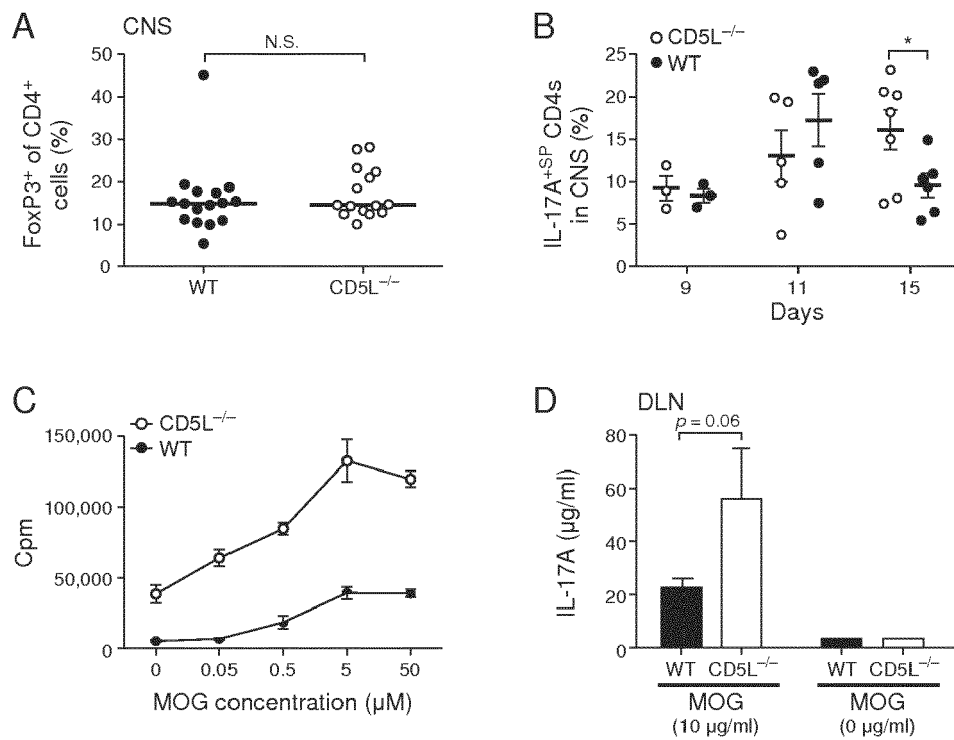 A
CNS
N.S.
50
40
30
20
10
0
FoxP3⁺ of CD4⁺
cells (%)
WT
CD5L⁻/⁻
B
CD5L⁻/⁻
WT
*
25
20
15
10
5
0
IL-17A⁺ˢᴾ CD4s
in CNS (%)
9
11
15
Days
C
CD5L⁻/⁻
WT
150,000
100,000
50,000
0
Cpm
0
0.05
0.5
5
50
MOG concentration (µM)
D
DLN
p = 0.06
80
60
40
20
0
IL-17A (µg/ml)
WT CD5L⁻/⁻
WT CD5L⁻/⁻
MOG
(10 µg/ml)
MOG
(0 µg/ml)